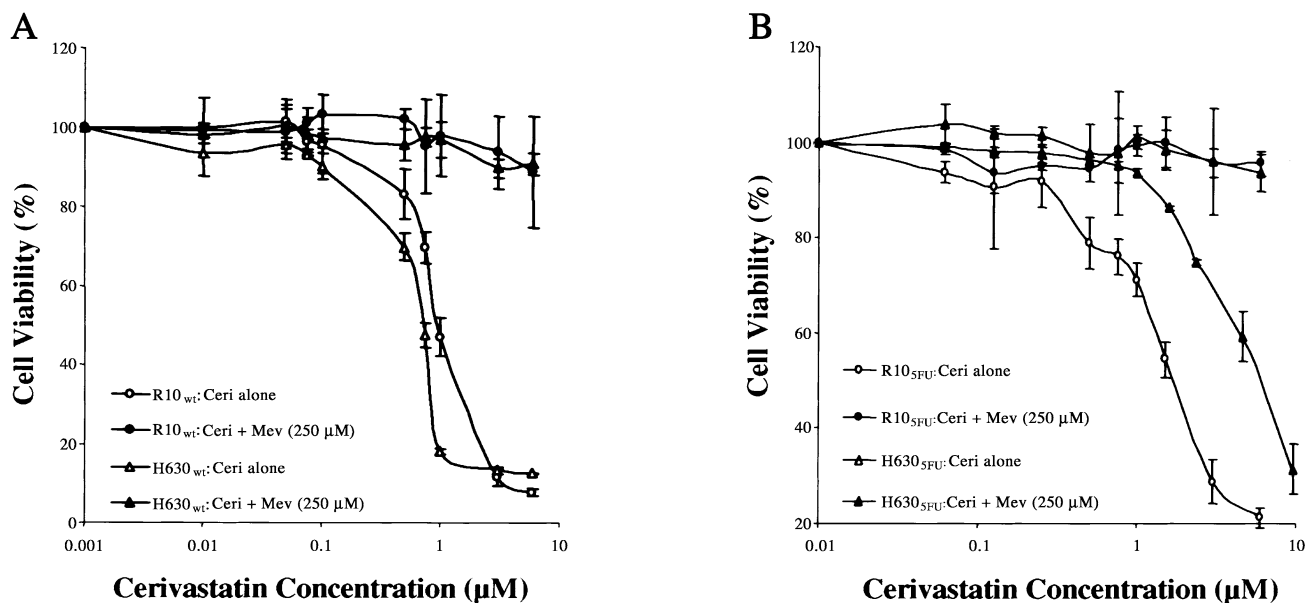 A
120
100
80
60
40
20
0
0.001
0.01
0.1
1
10
Cell Viability (%)
Cerivastatin Concentration (µM)
R10wt: Ceri alone
R10wt: Ceri + Mev (250 µM)
H630wt: Ceri alone
H630wt: Ceri + Mev (250 µM)
B
120
100
80
60
40
20
0.01
0.1
1
10
Cell Viability (%)
Cerivastatin Concentration (µM)
R105FU: Ceri alone
R105FU: Ceri + Mev (250 µM)
H6305FU: Ceri alone
H6305FU: Ceri + Mev (250 µM)